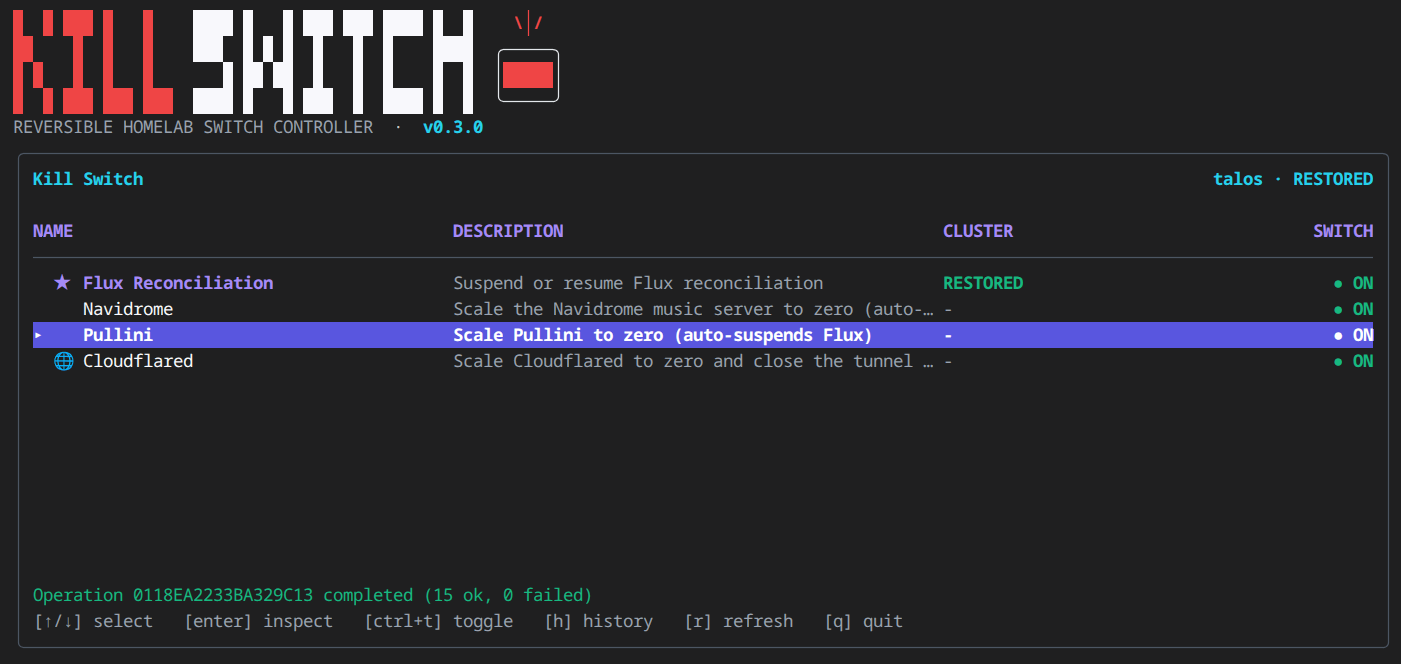 KILL SWITCH
REVERSIBLE HOMELAB SWITCH CONTROLLER · v0.3.0
Kill Switch talos · RESTORED
NAME DESCRIPTION CLUSTER SWITCH
★ Flux Reconciliation Suspend or resume Flux reconciliation RESTORED ● ON
Navidrome Scale the Navidrome music server to zero (auto-… - ● ON
▸ Pullini Scale Pullini to zero (auto-suspends Flux) - ● ON
🌐 Cloudflared Scale Cloudflared to zero and close the tunnel … - ● ON
Operation 0118EA2233BA329C13 completed (15 ok, 0 failed)
[↑/↓] select [enter] inspect [ctrl+t] toggle [h] history [r] refresh [q] quit